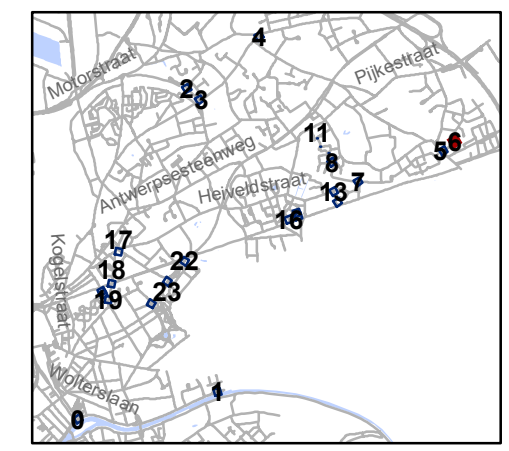 4
Motorstraat
Pijkestraat
2
3
11
6
5
Antwerpsesteenweg
8
Heiveldstraat
7
13
16
17
Kogelstraat
22
18
23
19
Wolterslaan
1
0